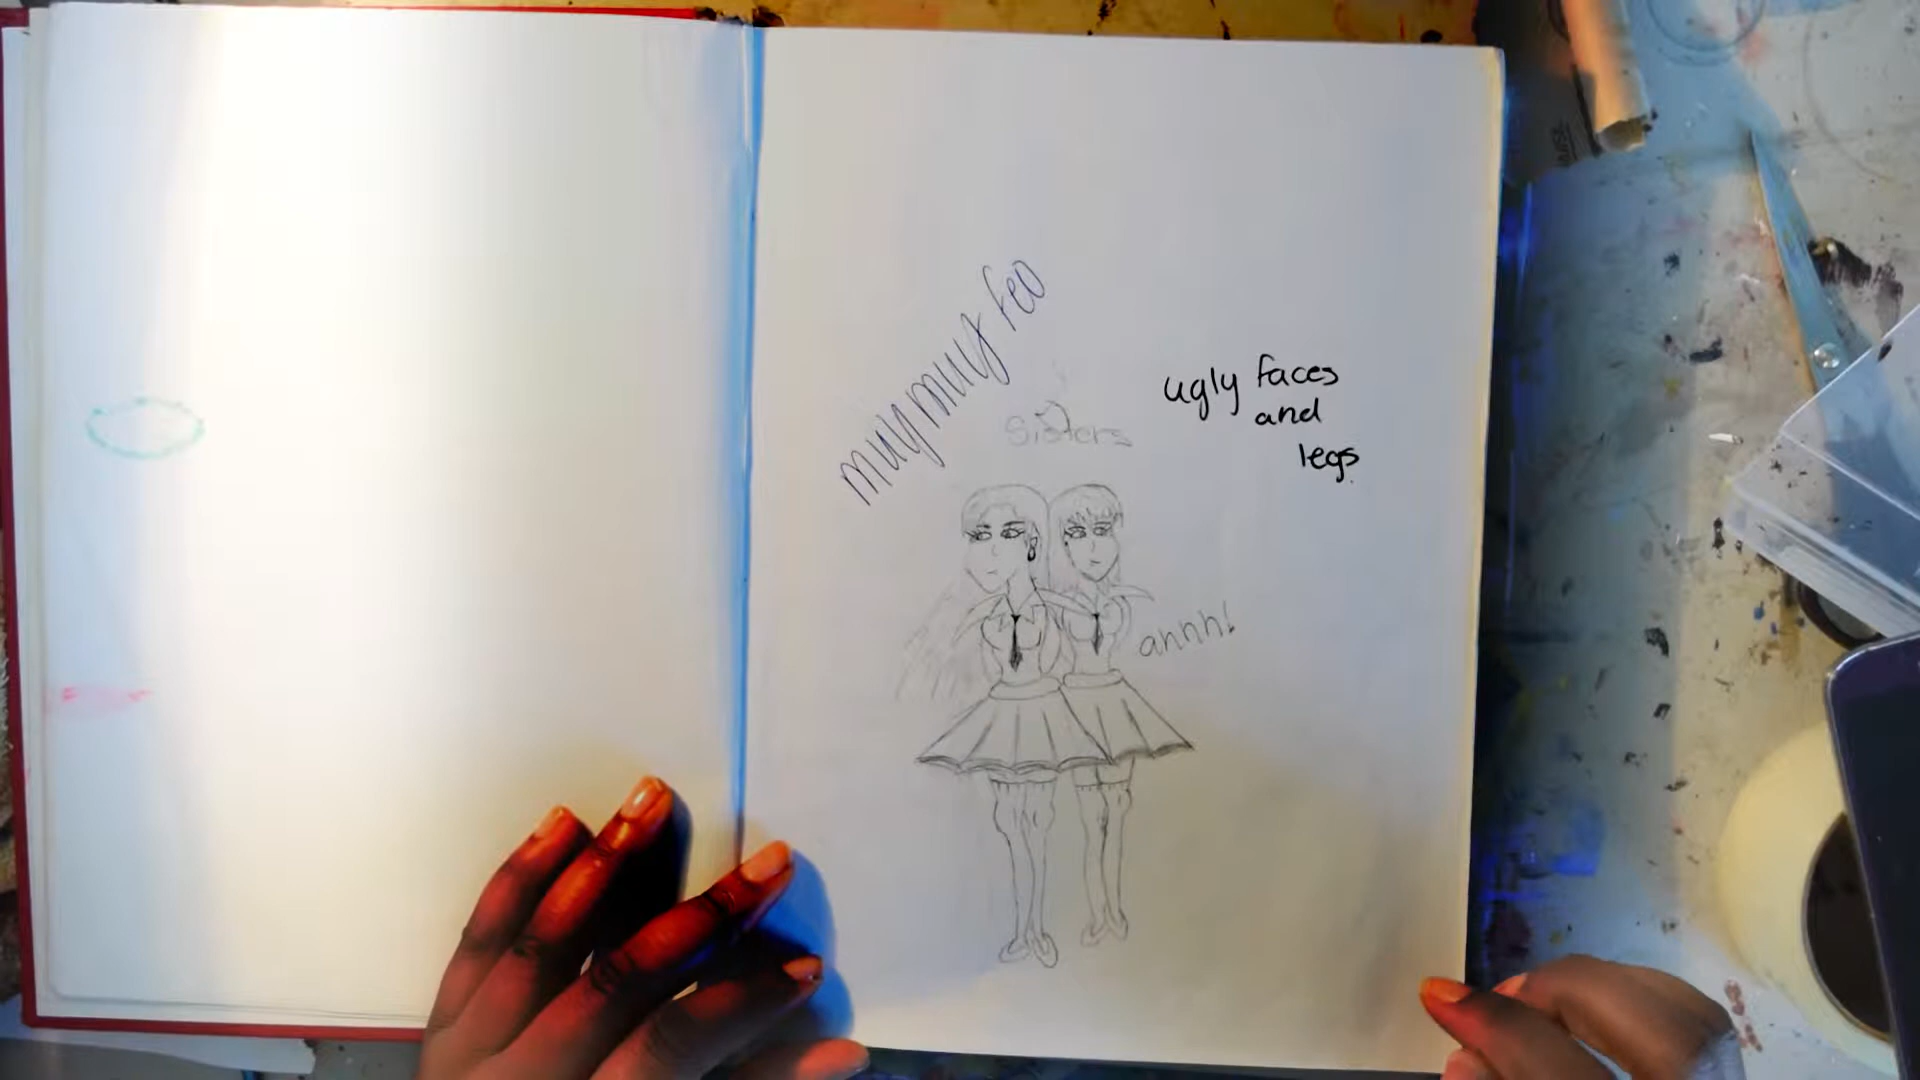 muy muy feo
Sisters
ugly faces
and
legs.
ahhh!